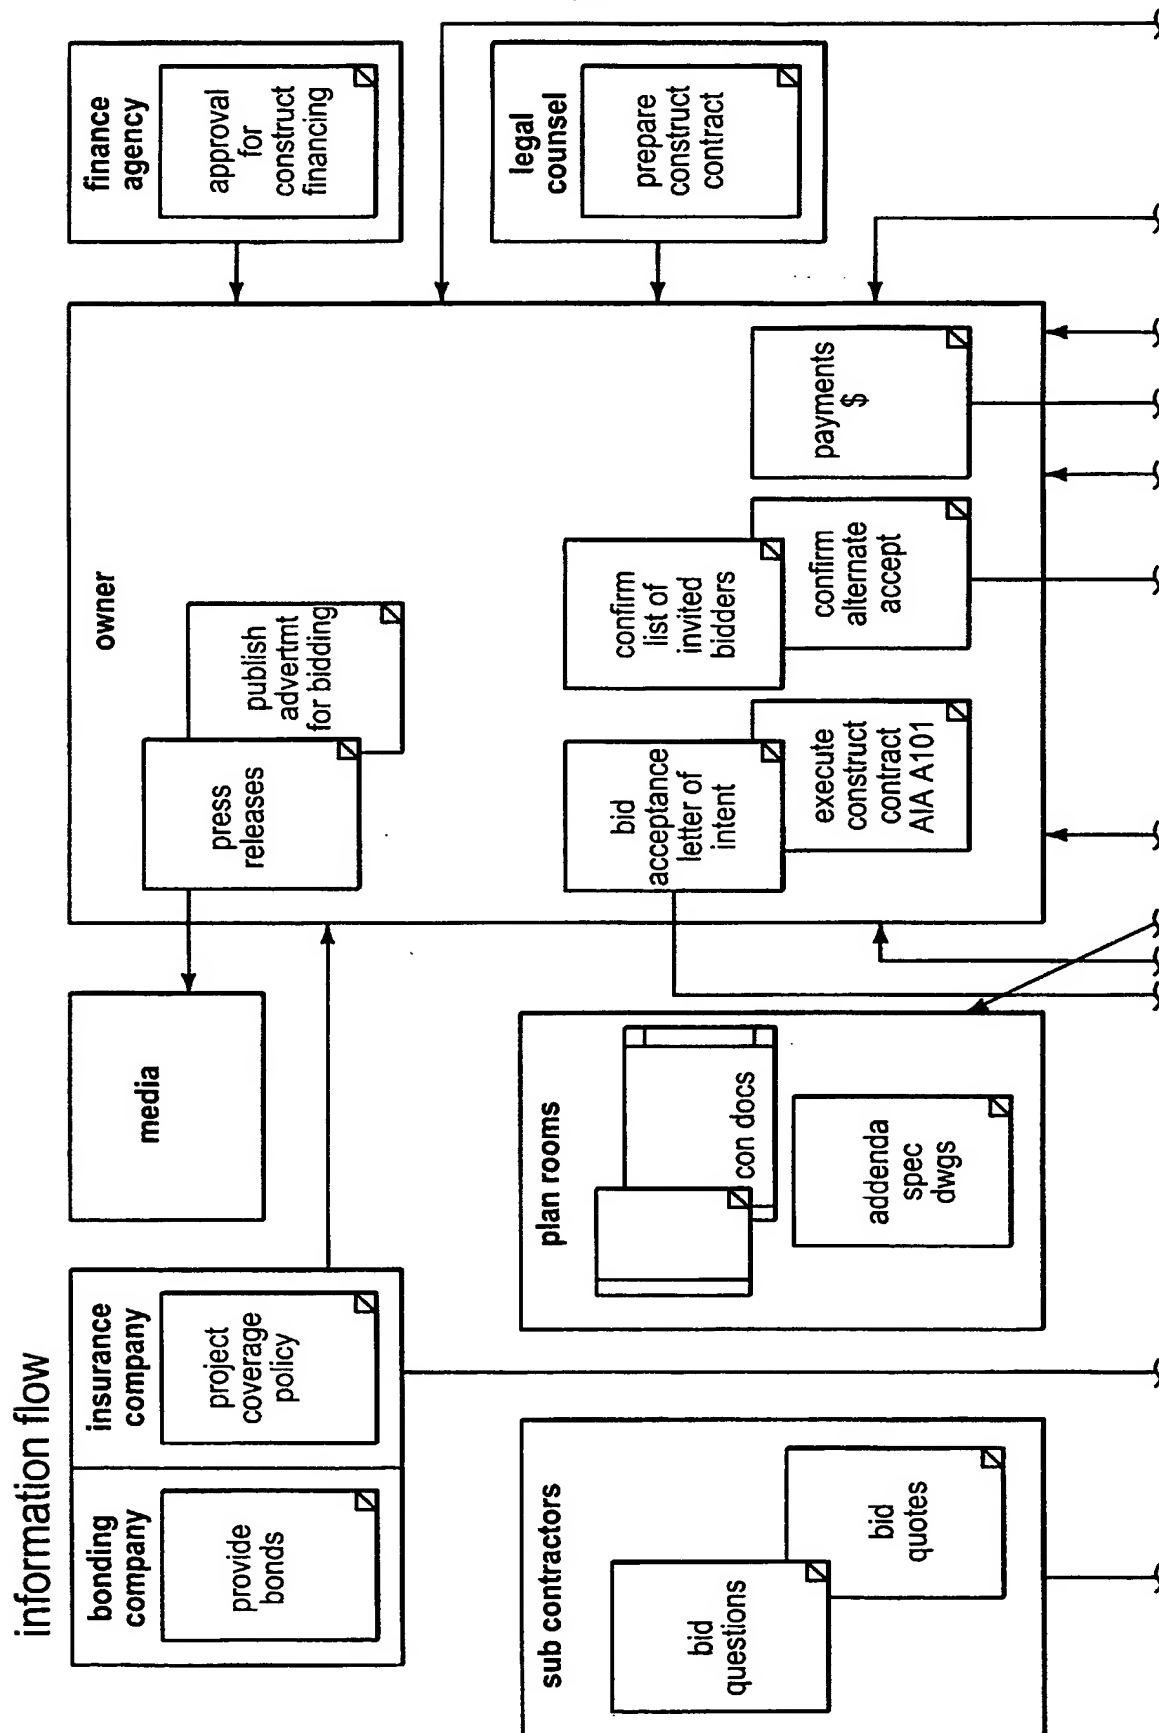 information flow
bonding
company
provide
bonds
insurance
company
project
coverage
policy
media
owner
press
releases
publish
advertmt
for bidding
finance
agency
approval
for
construct
financing
sub contractors
bid
questions
bid
quotes
plan rooms
con docs
addenda
spec
dwgs
bid
acceptance
letter of
intent
execute
construct
contract
AIA A101
confirm
list of
invited
bidders
confirm
alternate
accept
payments
$
legal
counsel
prepare
construct
contract